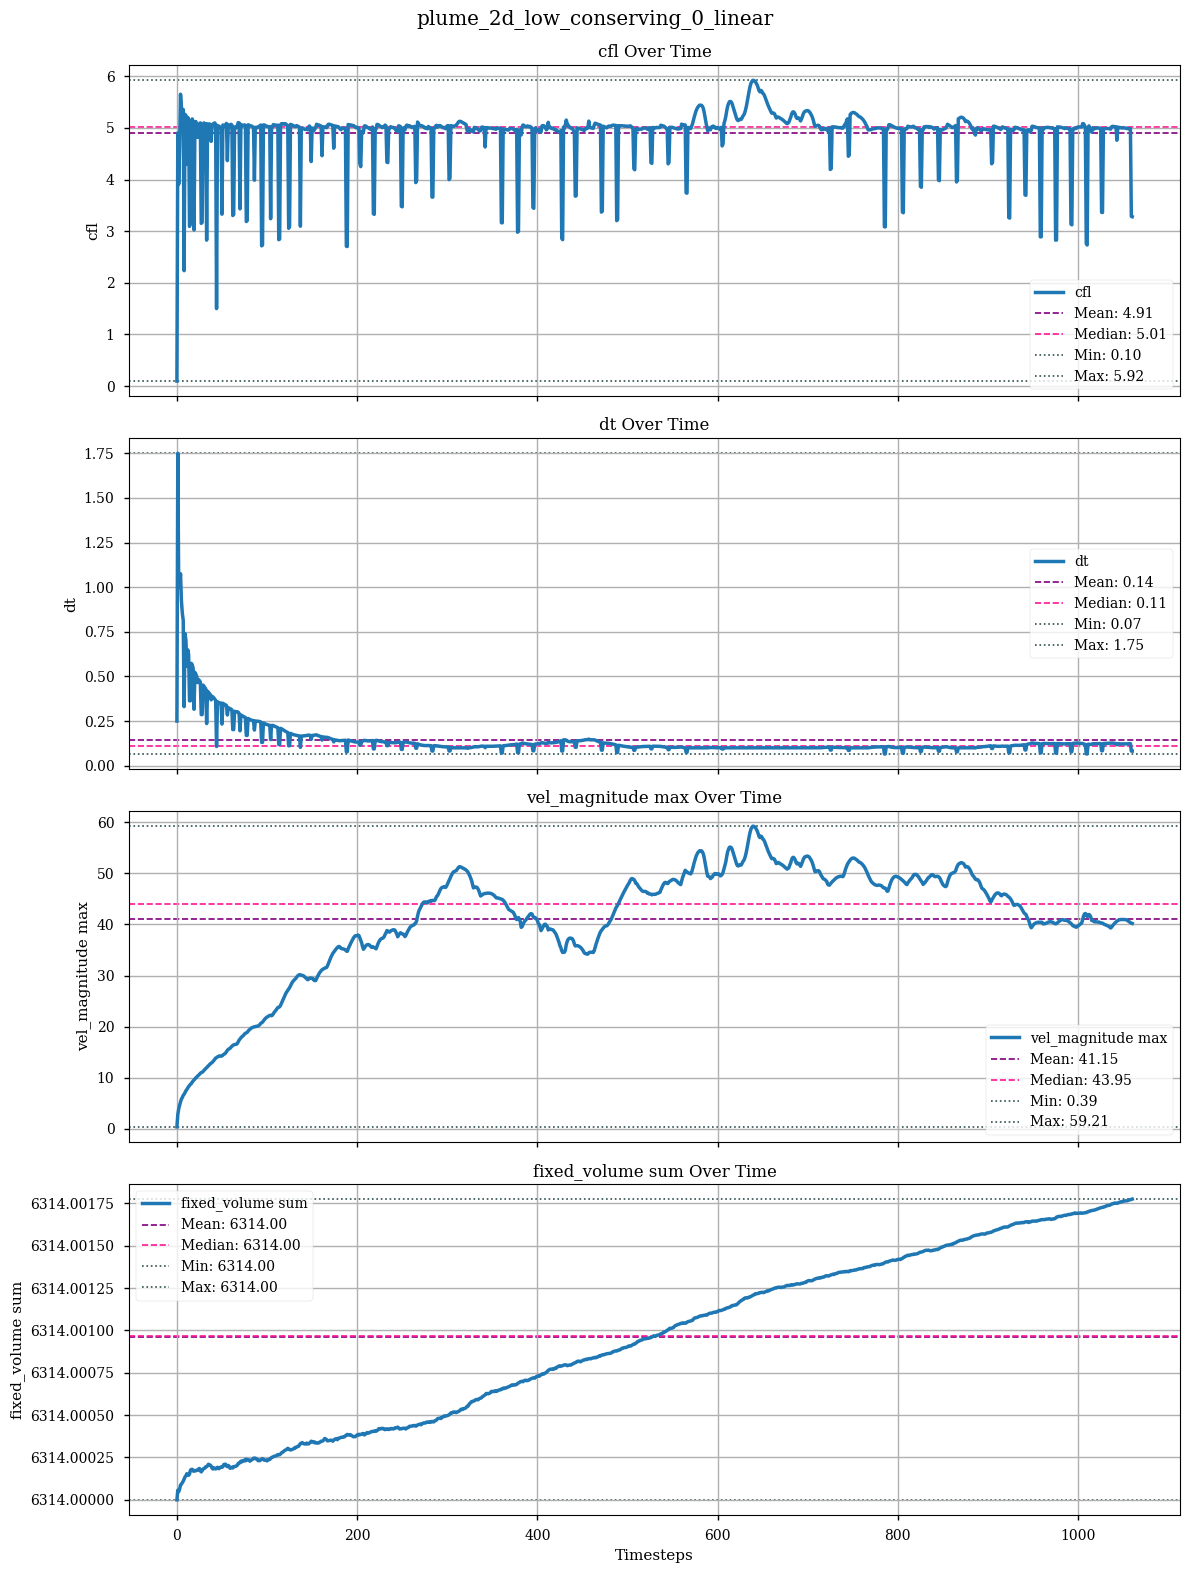 plume_2d_low_conserving_0_linear
cfl Over Time
6
5
4
3
2
1
0
cfl
cfl
Mean: 4.91
Median: 5.01
Min: 0.10
Max: 5.92
dt Over Time
1.75
1.50
1.25
1.00
0.75
0.50
0.25
0.00
dt
dt
Mean: 0.14
Median: 0.11
Min: 0.07
Max: 1.75
vel_magnitude max Over Time
60
50
40
30
20
10
0
vel_magnitude max
vel_magnitude max
Mean: 41.15
Median: 43.95
Min: 0.39
Max: 59.21
fixed_volume sum Over Time
6314.00175
6314.00150
6314.00125
6314.00100
6314.00075
6314.00050
6314.00025
6314.00000
fixed_volume sum
fixed_volume sum
Mean: 6314.00
Median: 6314.00
Min: 6314.00
Max: 6314.00
0 200 400 600 800 1000
Timesteps